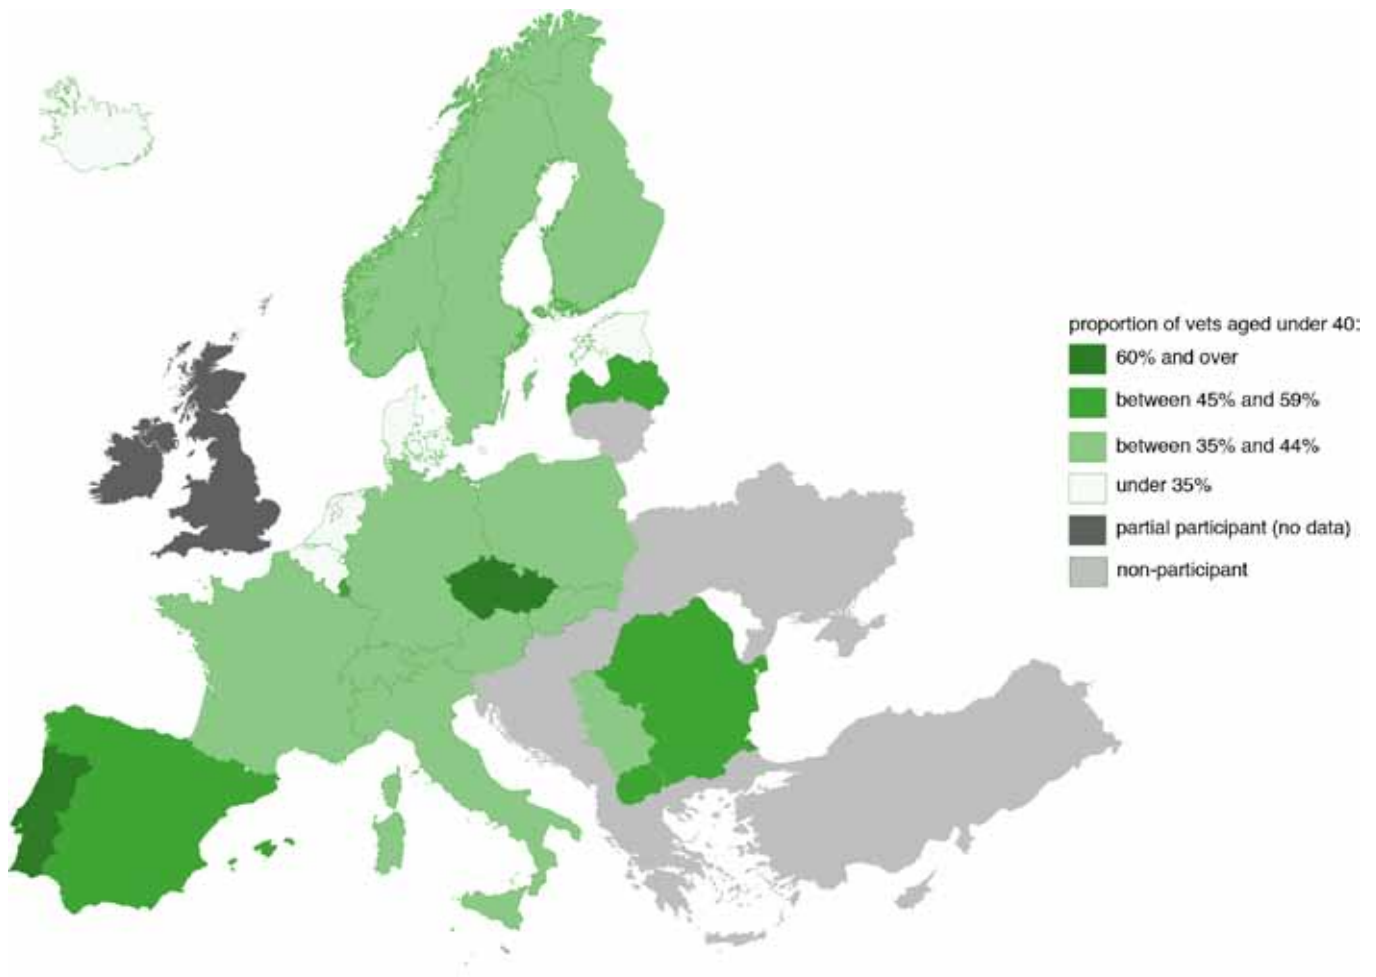 proportion of vets aged under 40:
60% and over
between 45% and 59%
between 35% and 44%
under 35%
partial participant (no data)
non-participant